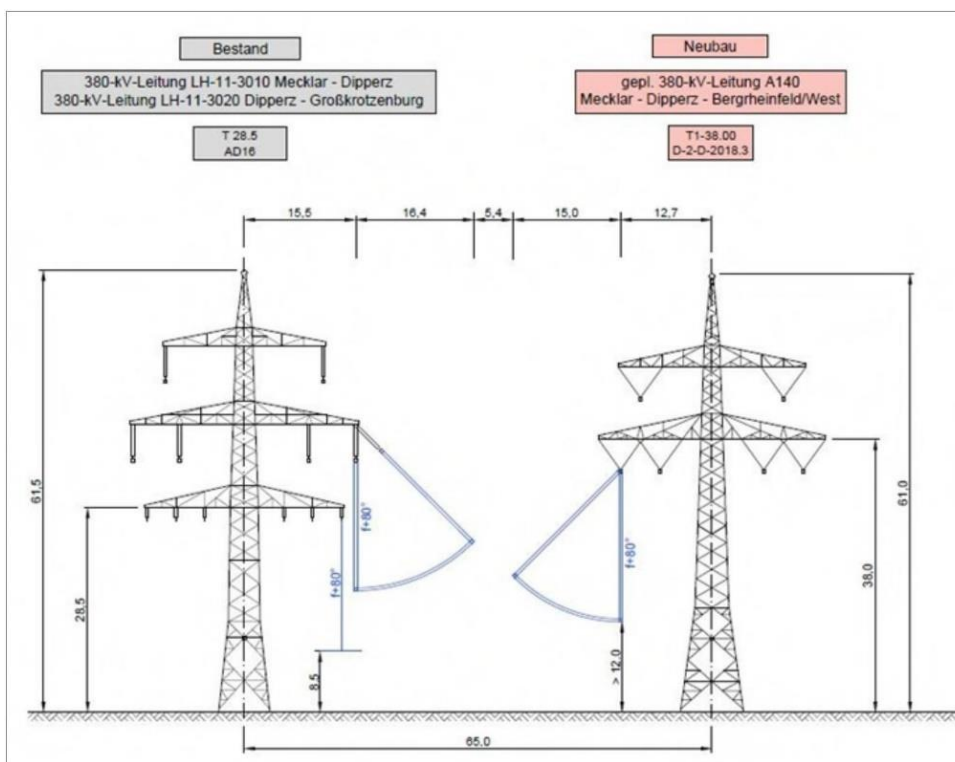 Bestand
380-kV-Leitung LH-11-3010 Mecklar - Dipperz
380-kV-Leitung LH-11-3020 Dipperz - Großkrotzenburg
T 28.5
AD16
Neubau
gepl. 380-kV-Leitung A140
Mecklar - Dipperz - Bergrheinfeld/West
T1-38.00
D-2-D-2018.3
15,5
16,4
5,4
15,0
12,7
61,5
28,5
f+80°
f+80°
8,5
f+80°
> 12,0
38,0
61,0
65,0